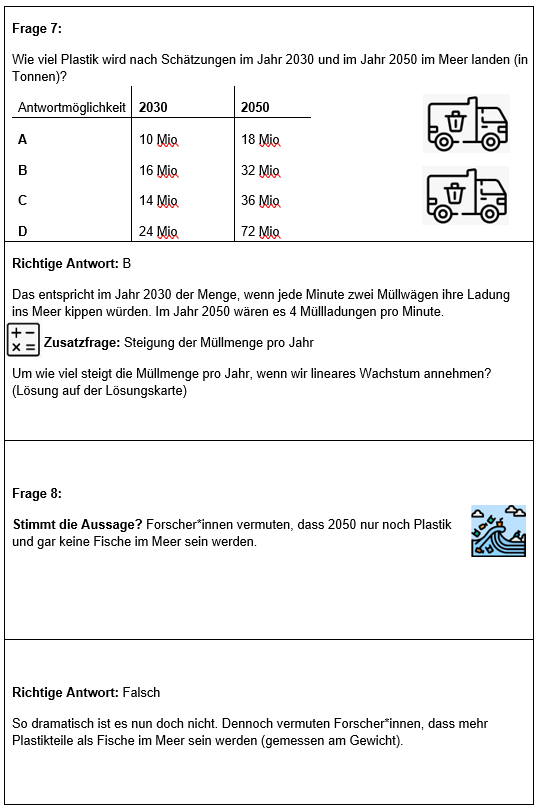 Frage 7:
Wie viel Plastik wird nach Schätzungen im Jahr 2030 und im Jahr 2050 im Meer landen (in
Tonnen)?
Antwortmöglichkeit 2030 2050
A 10 Mio 18 Mio
B 16 Mio 32 Mio
C 14 Mio 36 Mio
D 24 Mio 72 Mio
Richtige Antwort: B
Das entspricht im Jahr 2030 der Menge, wenn jede Minute zwei Müllwägen ihre Ladung
ins Meer kippen würden. Im Jahr 2050 wären es 4 Müllladungen pro Minute.
Zusatzfrage: Steigung der Müllmenge pro Jahr
Um wie viel steigt die Müllmenge pro Jahr, wenn wir lineares Wachstum annehmen?
(Lösung auf der Lösungskarte)
Frage 8:
Stimmt die Aussage? Forscher*innen vermuten, dass 2050 nur noch Plastik
und gar keine Fische im Meer sein werden.
Richtige Antwort: Falsch
So dramatisch ist es nun doch nicht. Dennoch vermuten Forscher*innen, dass mehr
Plastikteile als Fische im Meer sein werden (gemessen am Gewicht).